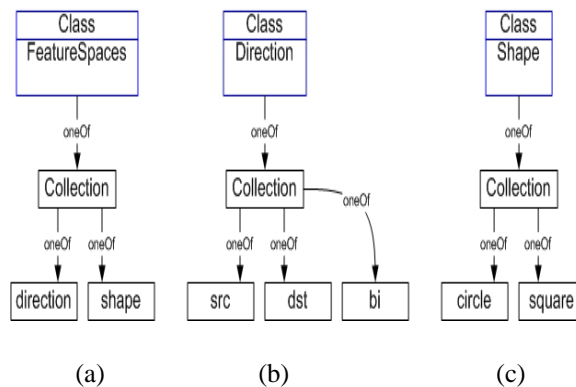 Class
FeatureSpaces
oneOf
Collection
oneOf
oneOf
direction
shape
(a)
Class
Direction
oneOf
Collection
oneOf
oneOf
oneOf
src
dst
bi
(b)
Class
Shape
oneOf
Collection
oneOf
oneOf
circle
square
(c)